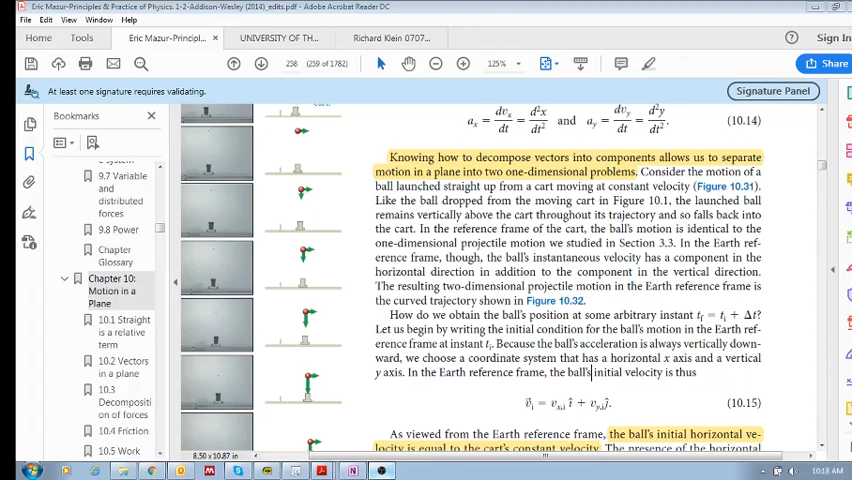 Eric Mazur-Principles & Practice of Physics. 1-2-Addison-Wesley (2014)_edits.pdf - Adobe Acrobat Reader DC
File Edit View Window Help
Home Tools Eric Mazur-Principl... × UNIVERSITY OF TH... Richard Klein 0707... Sign In
238 (259 of 1782) 125% Share
At least one signature requires validating. Signature Panel
Bookmarks
9.7 Variable
and
distributed
forces
9.8 Power
Chapter
Glossary
Chapter 10:
Motion in a
Plane
10.1 Straight
is a relative
term
10.2 Vectors
in a plane
10.3
Decomposition
of forces
10.4 Friction
10.5 Work
8.50 x 10.87 in
a_x = dv_x/dt = d²x/dt² and a_y = dv_y/dt = d²y/dt². (10.14)
Knowing how to decompose vectors into components allows us to separate
motion in a plane into two one-dimensional problems. Consider the motion of a
ball launched straight up from a cart moving at constant velocity (Figure 10.31).
Like the ball dropped from the moving cart in Figure 10.1, the launched ball
remains vertically above the cart throughout its trajectory and so falls back into
the cart. In the reference frame of the cart, the ball's motion is identical to the
one-dimensional projectile motion we studied in Section 3.3. In the Earth ref-
erence frame, though, the ball's instantaneous velocity has a component in the
horizontal direction in addition to the component in the vertical direction.
The resulting two-dimensional projectile motion in the Earth reference frame is
the curved trajectory shown in Figure 10.32.
How do we obtain the ball's position at some arbitrary instant t_f = t_i + Δt?
Let us begin by writing the initial condition for the ball's motion in the Earth ref-
erence frame at instant t_i. Because the ball's acceleration is always vertically down-
ward, we choose a coordinate system that has a horizontal x axis and a vertical
y axis. In the Earth reference frame, the ball's initial velocity is thus
v⃗_i = v_x,i î + v_y,i ĵ. (10.15)
As viewed from the Earth reference frame, the ball's initial horizontal ve-
locity is equal to the cart's constant velocity. The presence of the horizontal
10:18 AM